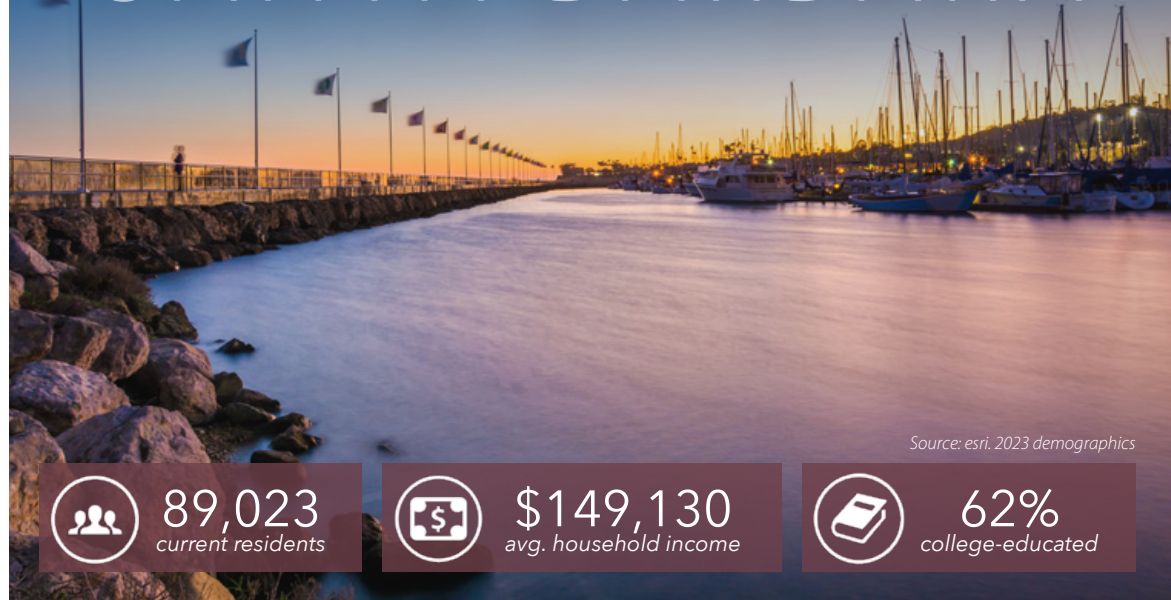 Source: esri. 2023 demographics
89,023
current residents
$149,130
avg. household income
62%
college-educated